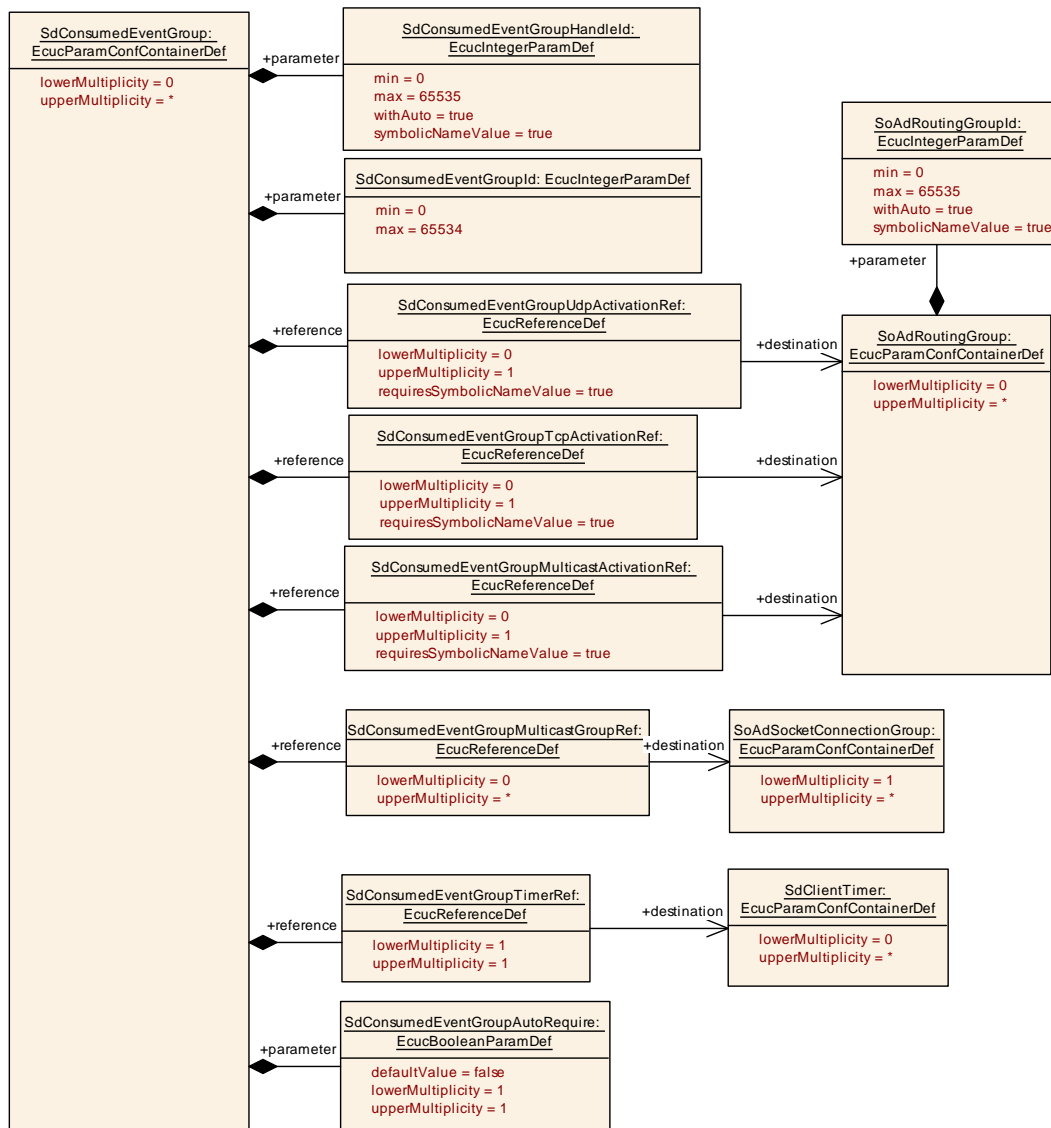 SdConsumedEventGroup:
EcucParamConfContainerDef
lowerMultiplicity = 0
upperMultiplicity = *
+parameter
SdConsumedEventGroupHandleId:
EcucIntegerParamDef
min = 0
max = 65535
withAuto = true
symbolicNameValue = true
+parameter
SdConsumedEventGroupId: EcucIntegerParamDef
min = 0
max = 65534
SoAdRoutingGroupId:
EcucIntegerParamDef
min = 0
max = 65535
withAuto = true
symbolicNameValue = true
+parameter
+reference
SdConsumedEventGroupUdpActivationRef:
EcucReferenceDef
lowerMultiplicity = 0
upperMultiplicity = 1
requiresSymbolicNameValue = true
+destination
SoAdRoutingGroup:
EcucParamConfContainerDef
lowerMultiplicity = 0
upperMultiplicity = *
+reference
SdConsumedEventGroupTcpActivationRef:
EcucReferenceDef
lowerMultiplicity = 0
upperMultiplicity = 1
requiresSymbolicNameValue = true
+destination
+reference
SdConsumedEventGroupMulticastActivationRef:
EcucReferenceDef
lowerMultiplicity = 0
upperMultiplicity = 1
requiresSymbolicNameValue = true
+destination
+reference
SdConsumedEventGroupMulticastGroupRef:
EcucReferenceDef
lowerMultiplicity = 0
upperMultiplicity = *
+destination
SoAdSocketConnectionGroup:
EcucParamConfContainerDef
lowerMultiplicity = 1
upperMultiplicity = *
+reference
SdConsumedEventGroupTimerRef:
EcucReferenceDef
lowerMultiplicity = 1
upperMultiplicity = 1
+destination
SdClientTimer:
EcucParamConfContainerDef
lowerMultiplicity = 0
upperMultiplicity = *
+parameter
SdConsumedEventGroupAutoRequire:
EcucBooleanParamDef
defaultValue = false
lowerMultiplicity = 1
upperMultiplicity = 1